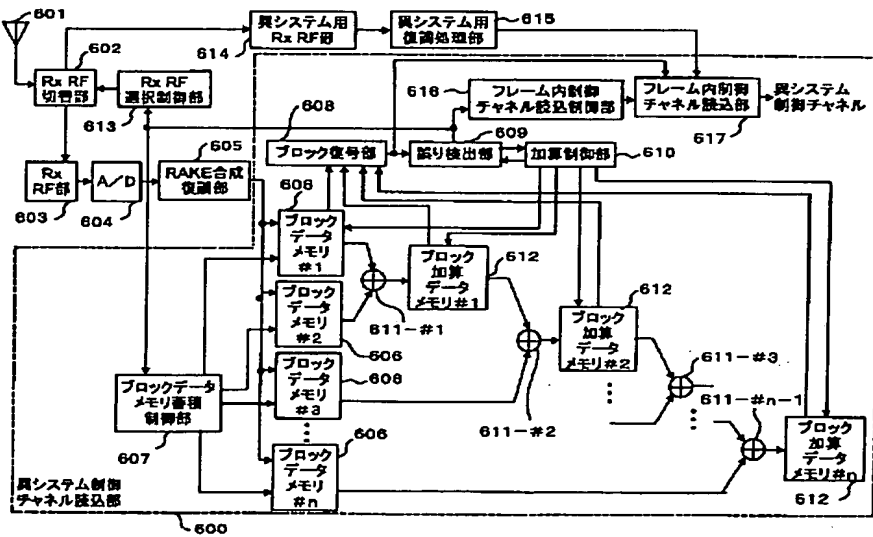 601
602
Rx RF
切替部
Rx RF
選択制御部
613
異システム用
Rx RF部
614
異システム用
復調処理部
615
616
フレーム内制御
チャネル読込制御部
フレーム内制御
チャネル読込部
617
異システム
制御チャネル
608
ブロック復号部
609
誤り検出部
加算制御部
610
Rx
RF部
603
A/D
604
605
RAKE合成
復調部
606
ブロック
データ
メモリ
#1
611-#1
ブロック
加算
データ
メモリ#1
612
ブロック
データ
メモリ
#2
606
611-#2
ブロック
加算
データ
メモリ#2
612
ブロック
データ
メモリ
#3
606
611-#3
611-#n-1
ブロックデータ
メモリ蓄積
制御部
607
ブロック
データ
メモリ
#n
606
ブロック
加算
データ
メモリ#n
612
異システム制御
チャネル読込部
600